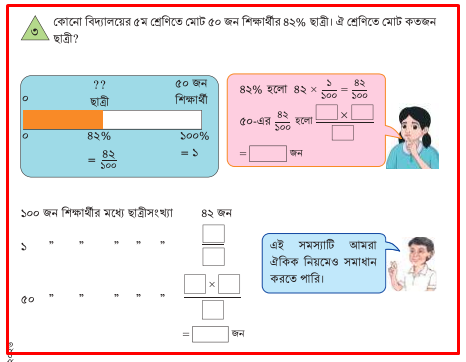 ৩ কোনো বিদ্যালয়ের ৫ম শ্রেণিতে মোট ৫০ জন শিক্ষার্থীর ৪২% ছাত্রী। ঐ শ্রেণিতে মোট কতজন
ছাত্রী?
?? ৫০ জন
০ ছাত্রী শিক্ষার্থী
০ ৪২% ১০০%
= ৪২/১০০ = ১
৪২% হলো ৪২ × ১/১০০ = ৪২/১০০
৫০-এর ৪২/১০০ হলো □ × □/□
= □ জন
১০০ জন শিক্ষার্থীর মধ্যে ছাত্রীসংখ্যা ৪২ জন
১ ” ” ” ” ” □/□
৫০ ” ” ” ” ” □ × □/□
= □ জন
এই সমস্যাটি আমরা
ঐকিক নিয়মেও সমাধান
করতে পারি।